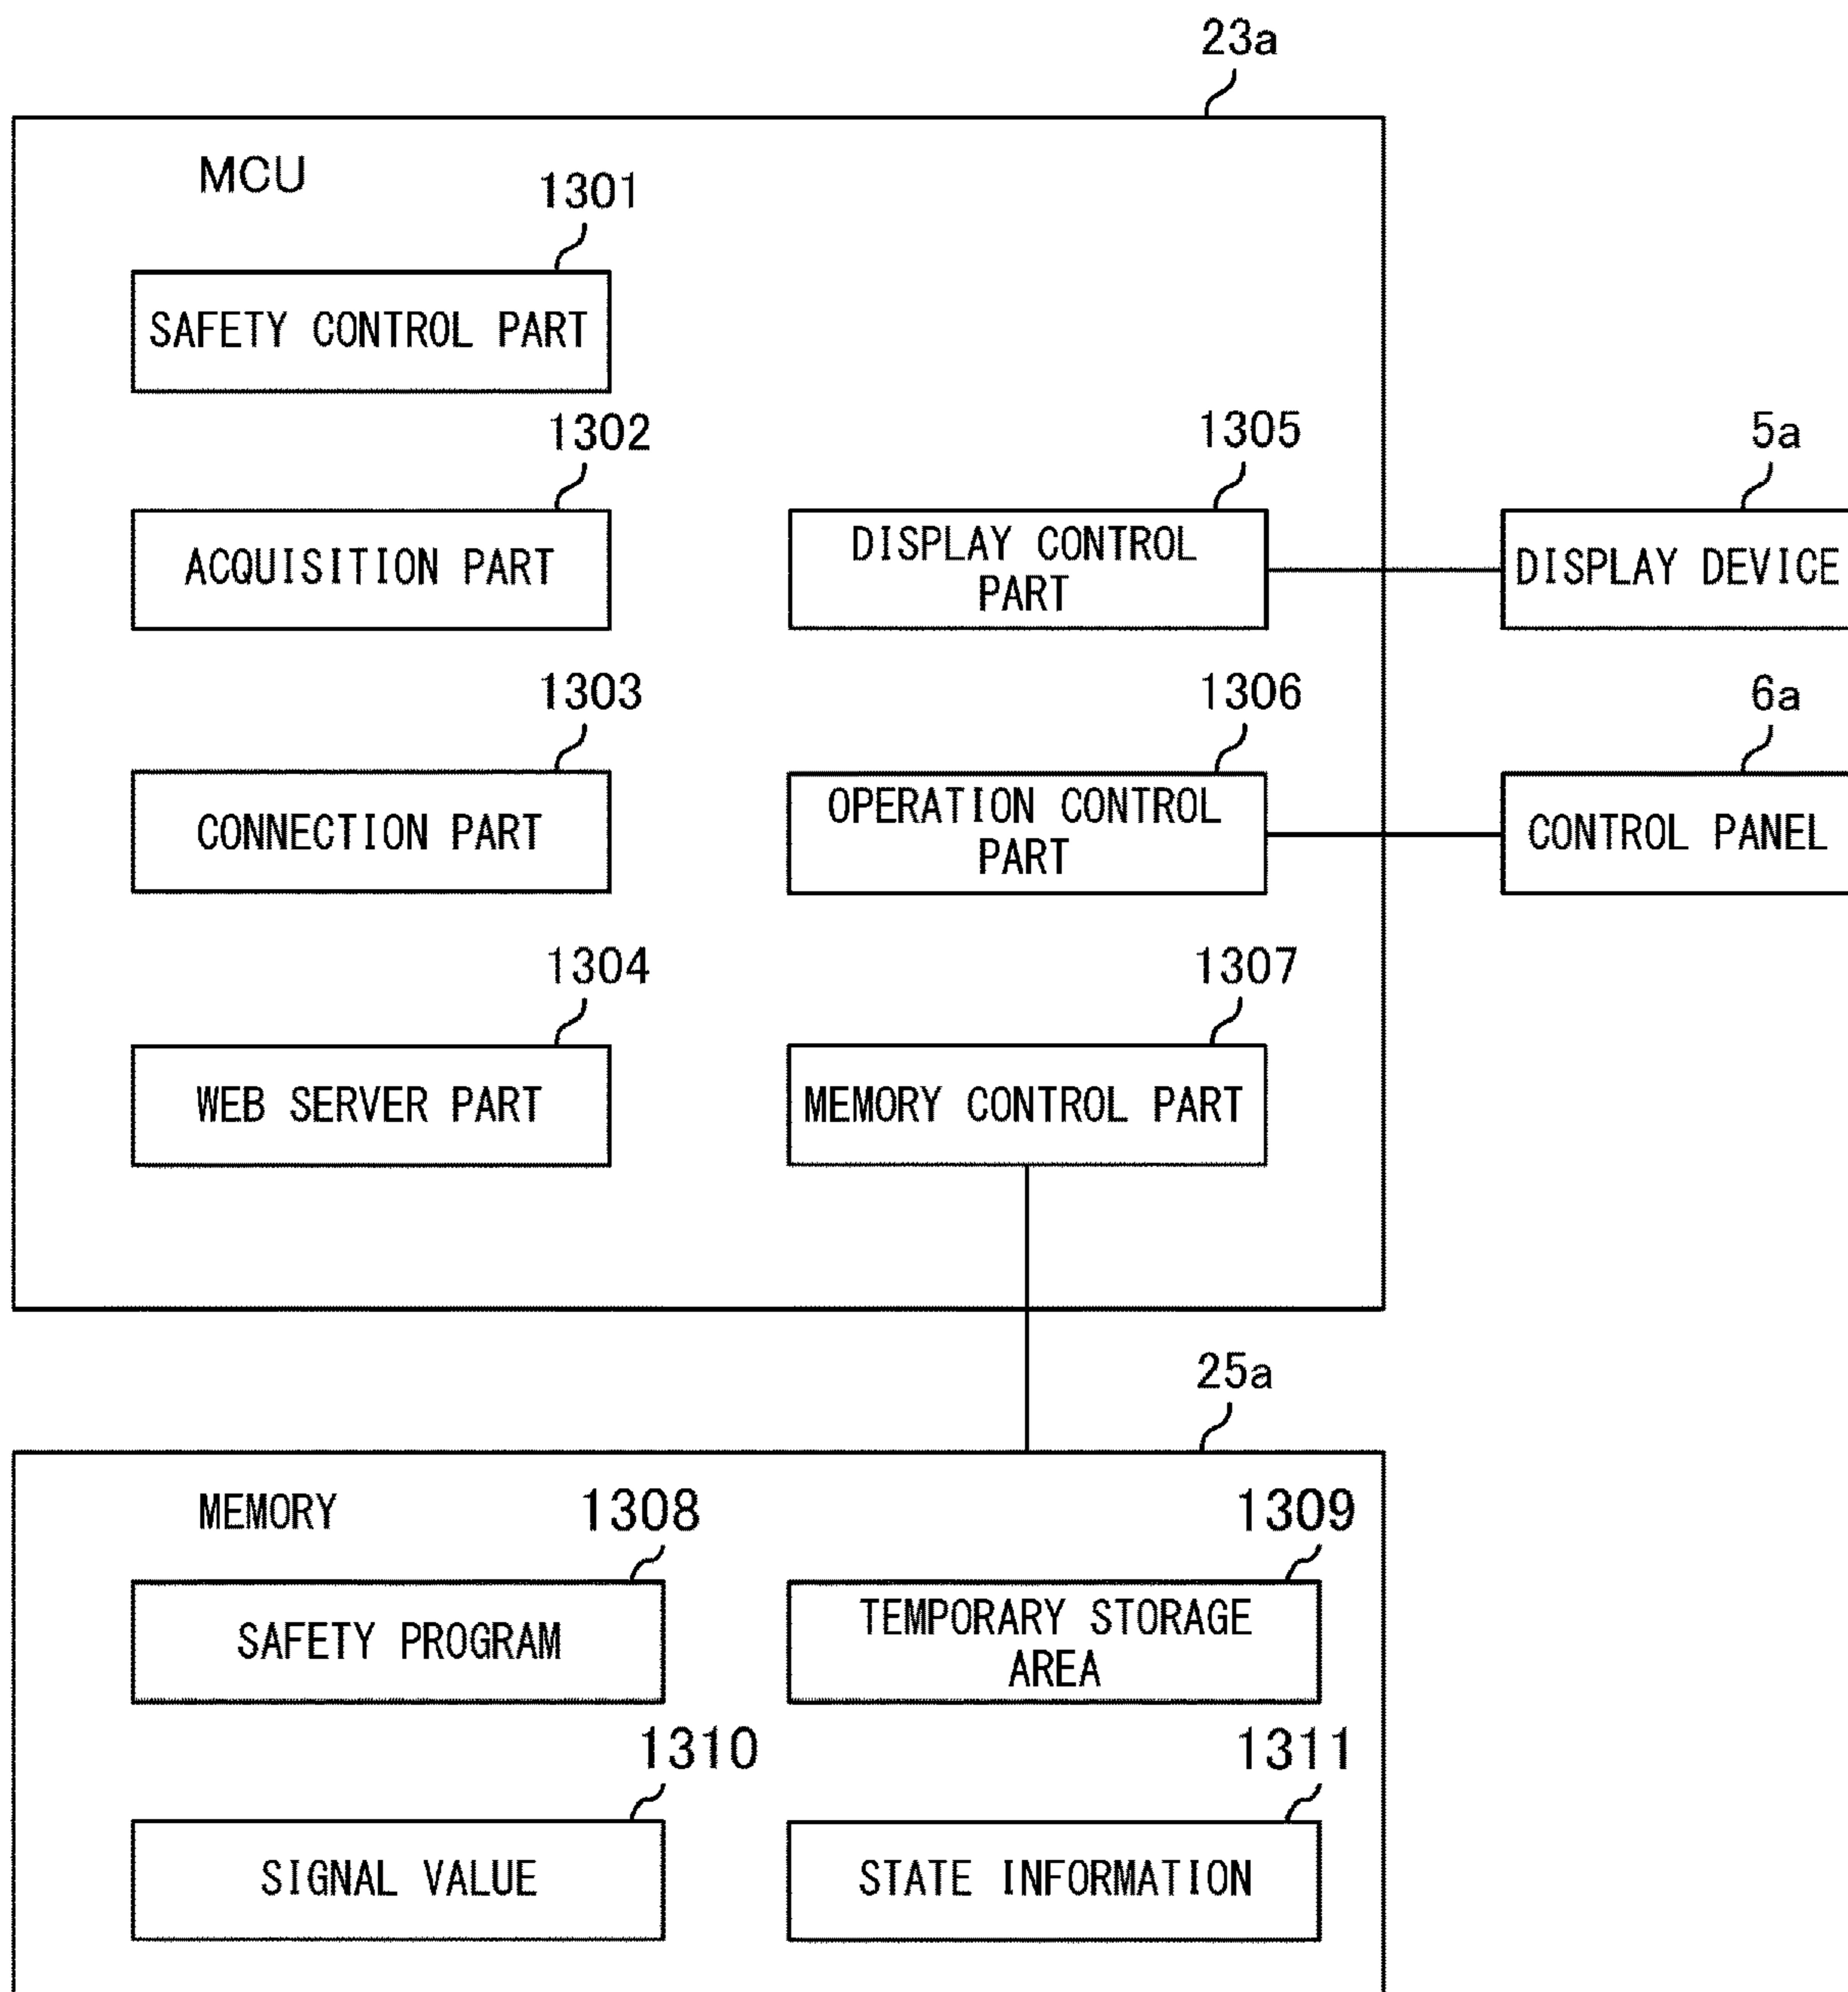 23a
MCU
1301
SAFETY CONTROL PART
1302
1305
5a
ACQUISITION PART
DISPLAY CONTROL
PART
DISPLAY DEVICE
1303
1306
6a
CONNECTION PART
OPERATION CONTROL
PART
CONTROL PANEL
1304
1307
WEB SERVER PART
MEMORY CONTROL PART
25a
MEMORY
1308
1309
SAFETY PROGRAM
TEMPORARY STORAGE
AREA
1310
1311
SIGNAL VALUE
STATE INFORMATION